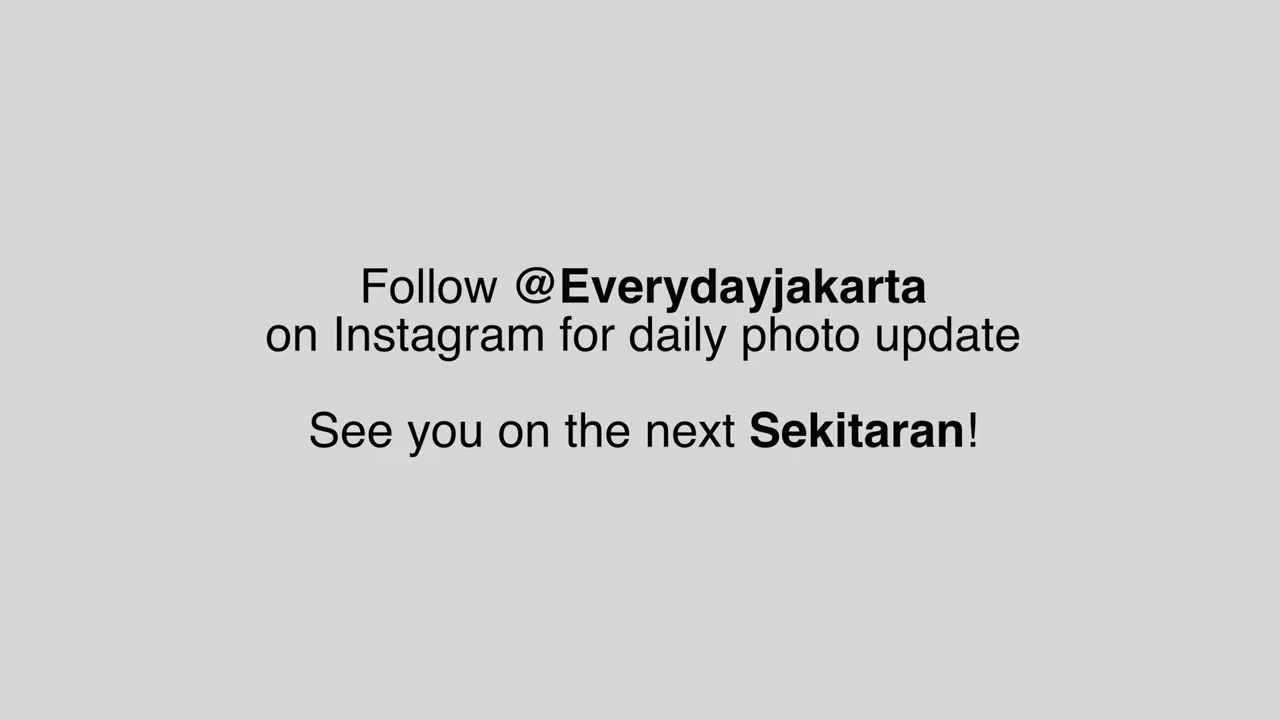 Follow @Everydayjakarta
on Instagram for daily photo update
See you on the next Sekitaran!